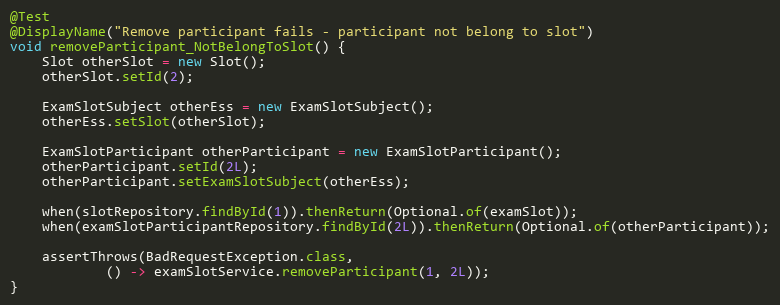 @Test
@DisplayName("Remove participant fails - participant not belong to slot")
void removeParticipant_NotBelongToSlot() {
    Slot otherSlot = new Slot();
    otherSlot.setId(2);

    ExamSlotSubject otherEss = new ExamSlotSubject();
    otherEss.setSlot(otherSlot);

    ExamSlotParticipant otherParticipant = new ExamSlotParticipant();
    otherParticipant.setId(2L);
    otherParticipant.setExamSlotSubject(otherEss);

    when(slotRepository.findById(1)).thenReturn(Optional.of(examSlot));
    when(examSlotParticipantRepository.findById(2L)).thenReturn(Optional.of(otherParticipant));

    assertThrows(BadRequestException.class,
            () -> examSlotService.removeParticipant(1, 2L));
}